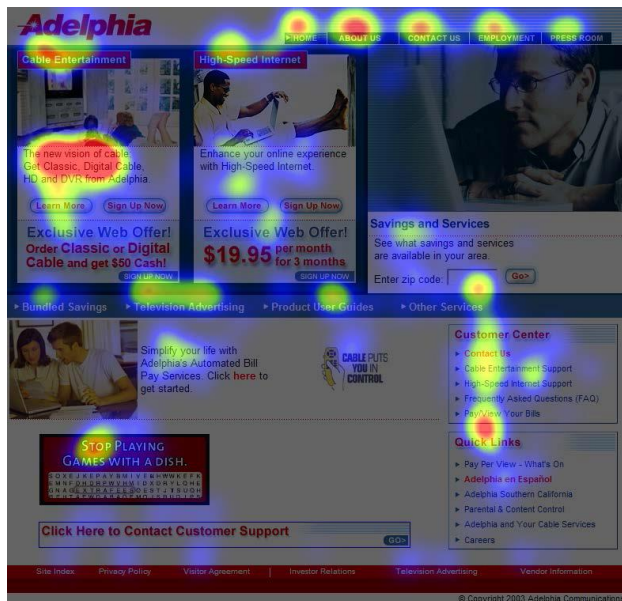 Adelphia
HOME ABOUT US CONTACT US EMPLOYMENT PRESS ROOM
Cable Entertainment
The new vision of cable.
Get Classic, Digital Cable,
HD and DVR from Adelphia.
Learn More Sign Up Now
Exclusive Web Offer!
Order Classic or Digital
Cable and get $50 Cash!
SIGN UP NOW
High-Speed Internet
Enhance your online experience
with High-Speed Internet.
Learn More Sign Up Now
Exclusive Web Offer!
$19.95 per month
for 3 months
SIGN UP NOW
Savings and Services
See what savings and services
are available in your area.
Enter zip code: Go>
Bundled Savings Television Advertising Product User Guides Other Services
Simplify your life with
Adelphia's Automated Bill
Pay Services. Click here to
get started.
CABLE PUTS
YOU IN
CONTROL
Customer Center
Contact Us
Cable Entertainment Support
High-Speed Internet Support
Frequently Asked Questions (FAQ)
Pay/View Your Bills
STOP PLAYING
GAMES WITH A DISH.
Quick Links
Pay Per View - What's On
Adelphia en Español
Adelphia Southern California
Parental & Content Control
Adelphia and Your Cable Services
Careers
Click Here to Contact Customer Support
GO>
Site Index Privacy Policy Visitor Agreement | Investor Relations Television Advertising Vendor Information
© Copyright 2003 Adelphia Communications